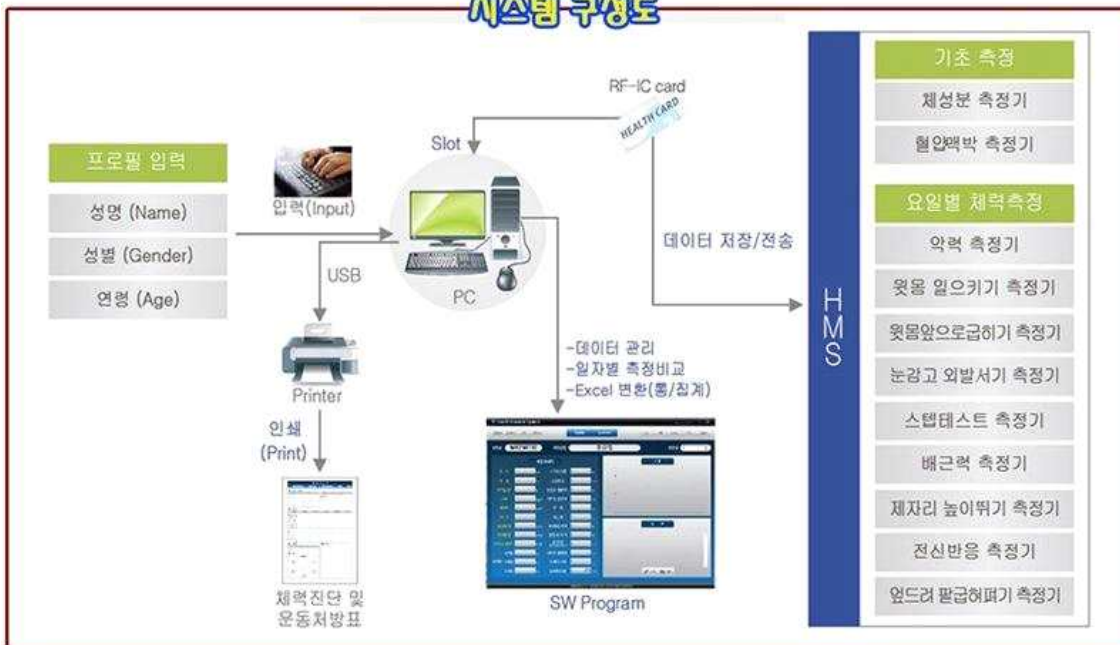 시스템 구성도
프로필 입력
성명 (Name)
성별 (Gender)
연령 (Age)
입력(Input)
Slot
RF-IC card
HEALTH CARD
PC
USB
Printer
인쇄
(Print)
체력진단 및
운동처방표
데이터 저장/전송
-데이터 관리
-일자별 측정비교
-Excel 변환(통/집계)
SW Program
HMS
기초 측정
체성분 측정기
혈압맥박 측정기
요일별 체력측정
악력 측정기
윗몸 일으키기 측정기
윗몸앞으로굽히기 측정기
눈감고 외발서기 측정기
스텝테스트 측정기
배근력 측정기
제자리 높이뛰기 측정기
전신반응 측정기
엎드려 팔굽혀펴기 측정기